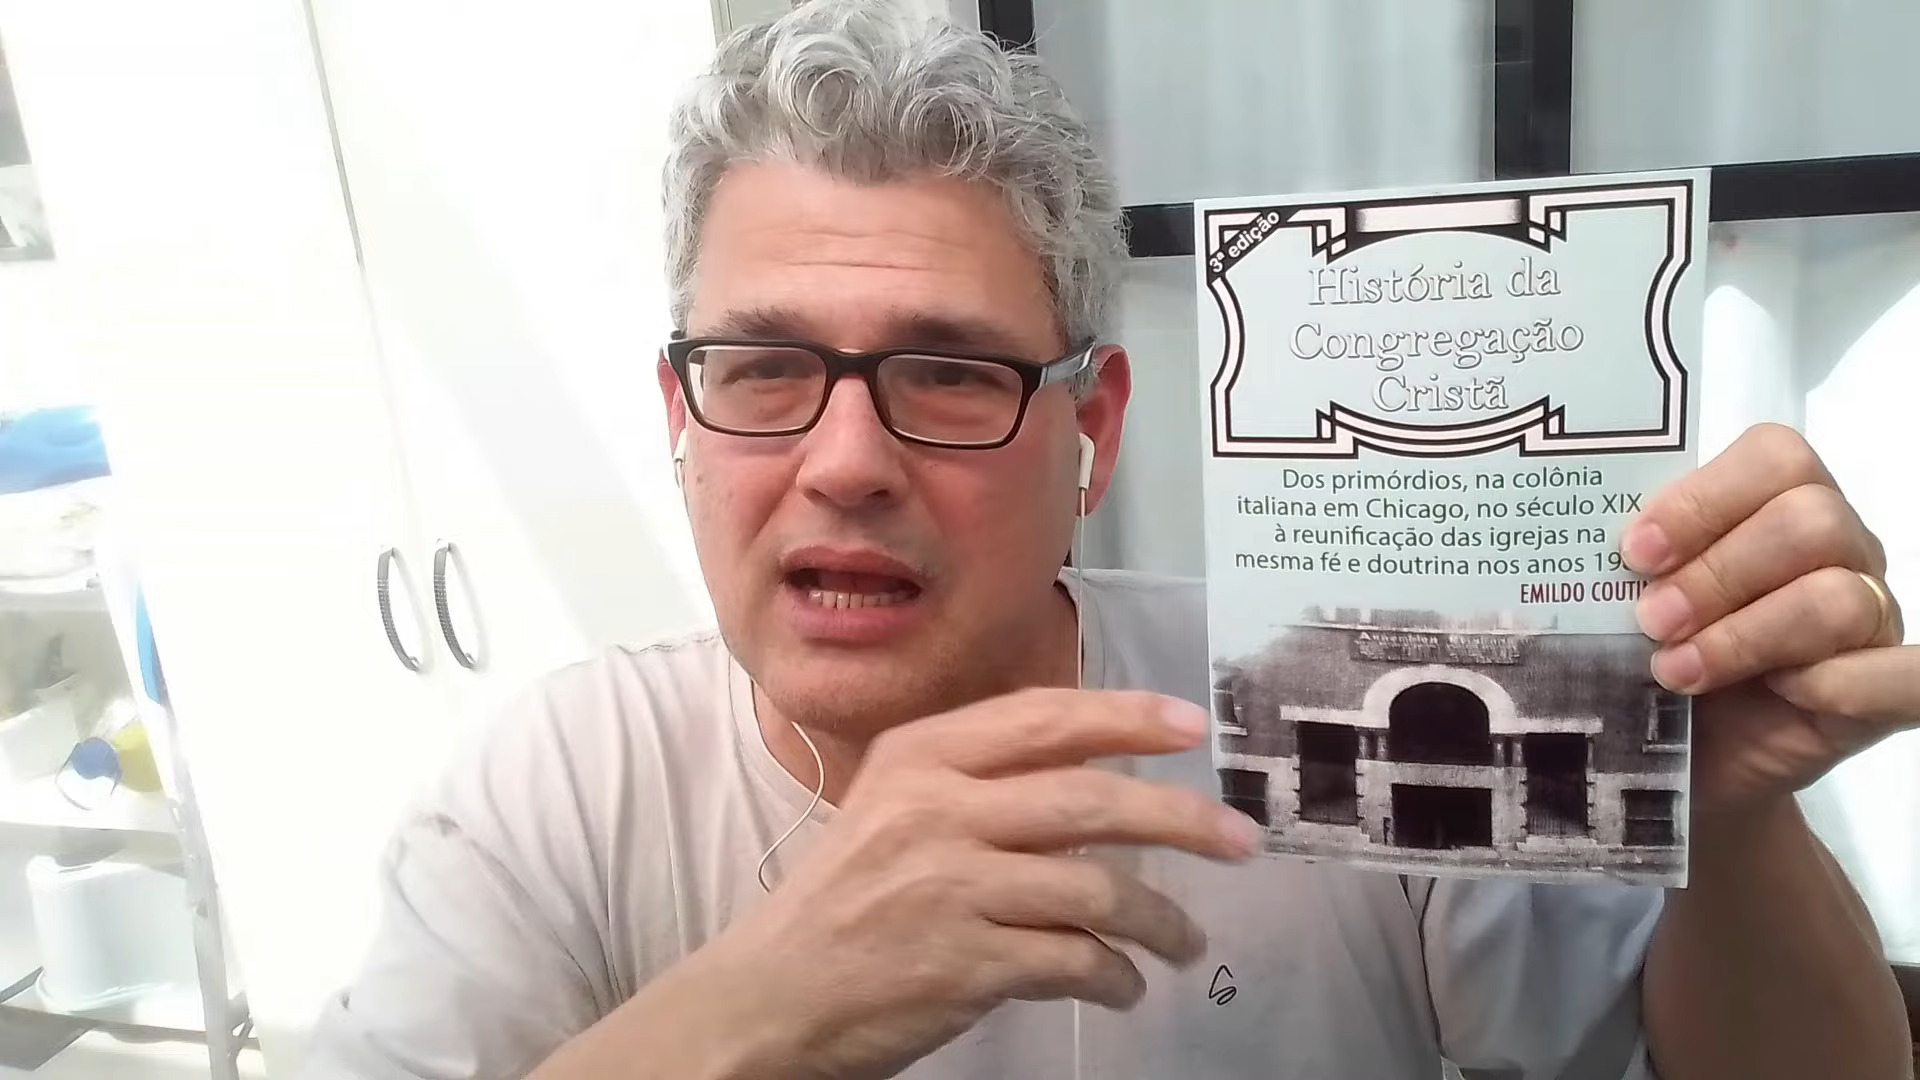 3ª edição
História da
Congregação
Cristã
Dos primórdios, na colônia
italiana em Chicago, no século XIX
à reunificação das igrejas na
mesma fé e doutrina nos anos
EMILDO